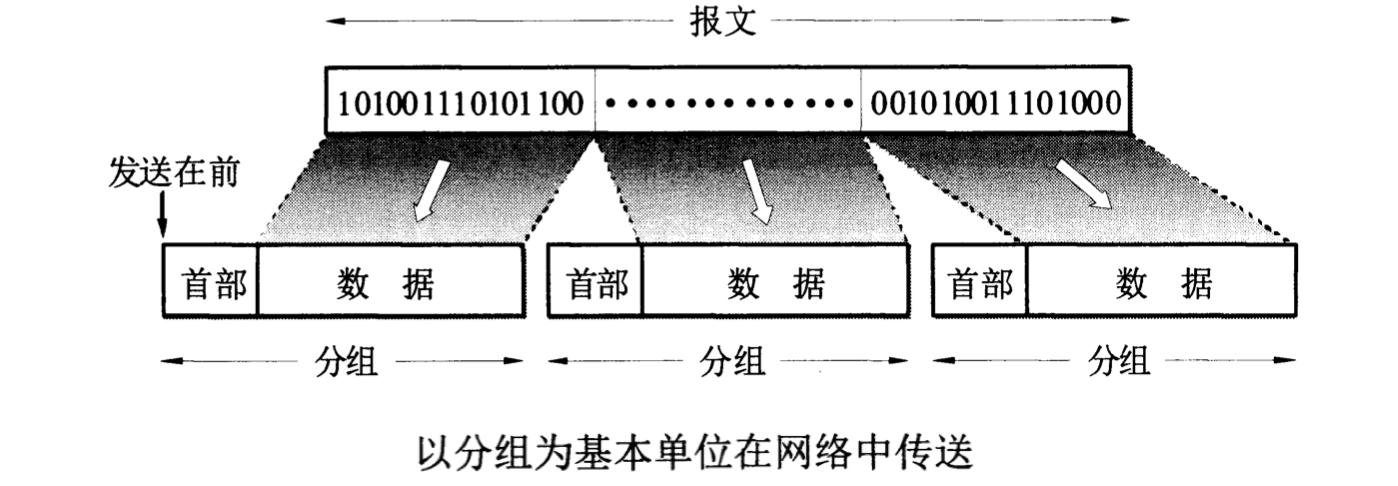 报文
101001110101100 ・・・・・・・・・・・・・ 001010011101000
发送在前
首部 数 据 首部 数 据 首部 数 据
分组 分组 分组
以分组为基本单位在网络中传送